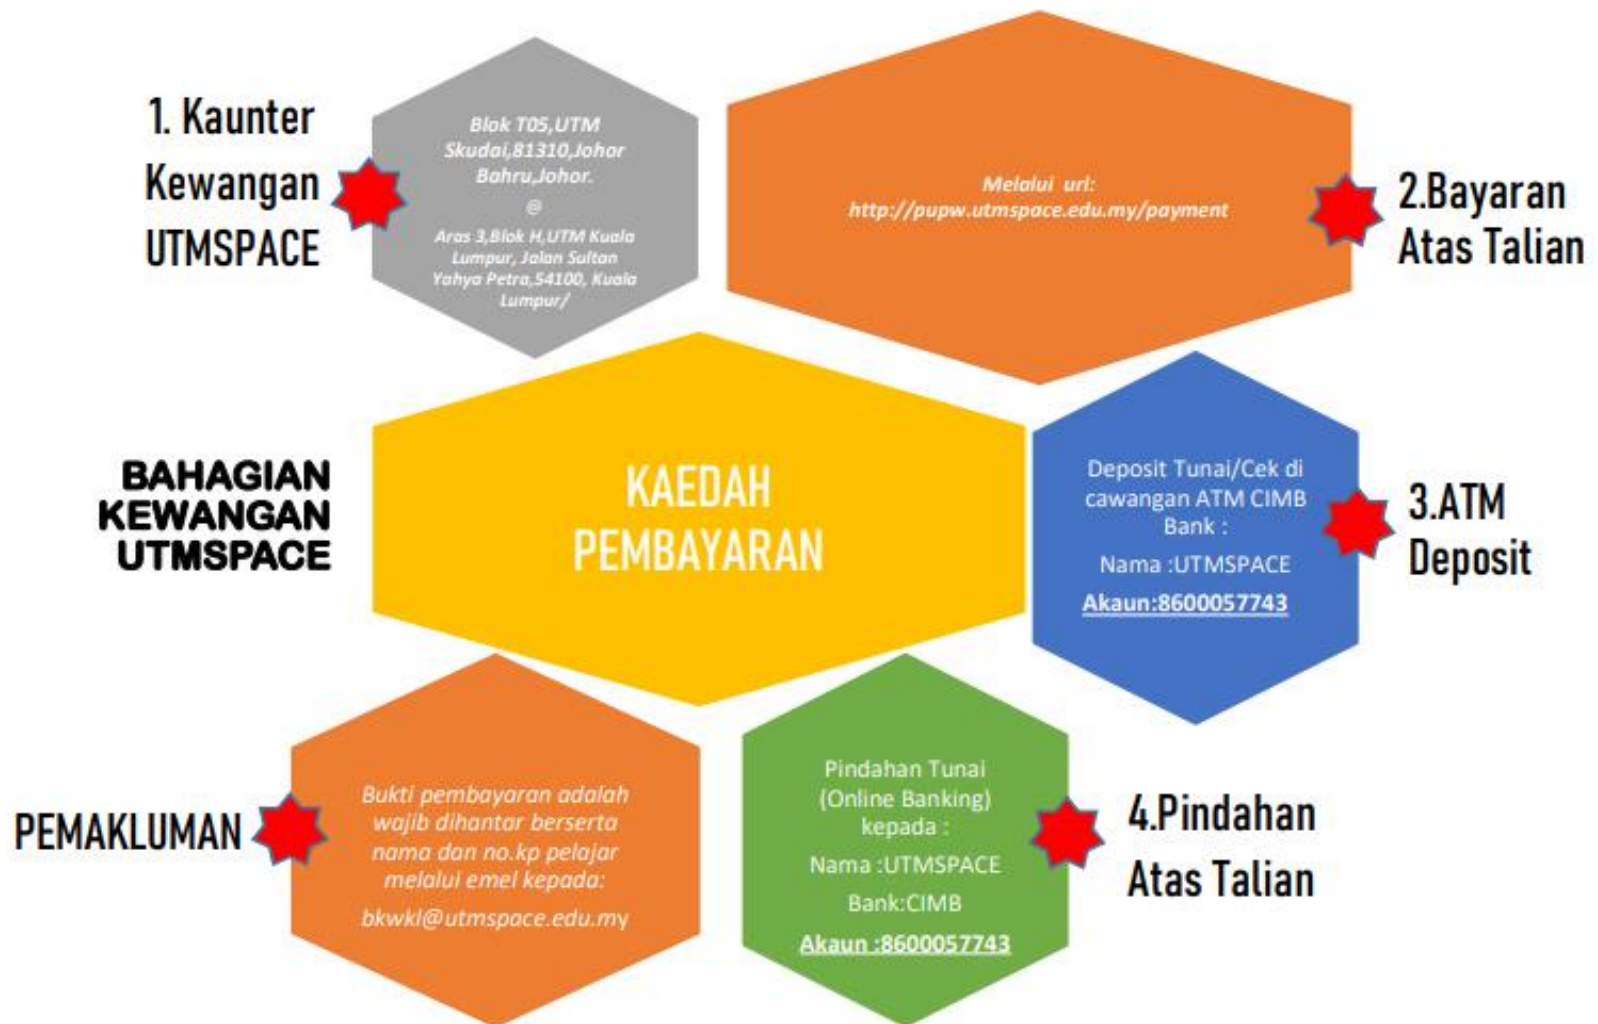 1. Kaunter
Kewangan
UTMSPACE
Blok T05,UTM
Skudai,81310,Johor
Bahru,Johor.
@
Aras 3,Blok H,UTM Kuala
Lumpur, Jalan Sultan
Yahya Petra,54100, Kuala
Lumpur/
Melalui url:
http://pupw.utmspace.edu.my/payment
2.Bayaran
Atas Talian
BAHAGIAN
KEWANGAN
UTMSPACE
KAEDAH
PEMBAYARAN
Deposit Tunai/Cek di
cawangan ATM CIMB
Bank :
Nama :UTMSPACE
Akaun:8600057743
3.ATM
Deposit
PEMAKLUMAN
Bukti pembayaran adalah
wajib dihantar berserta
nama dan no.kp pelajar
melalui emel kepada:
bkwkl@utmspace.edu.my
Pindahan Tunai
(Online Banking)
kepada :
Nama :UTMSPACE
Bank:CIMB
Akaun :8600057743
4.Pindahan
Atas Talian